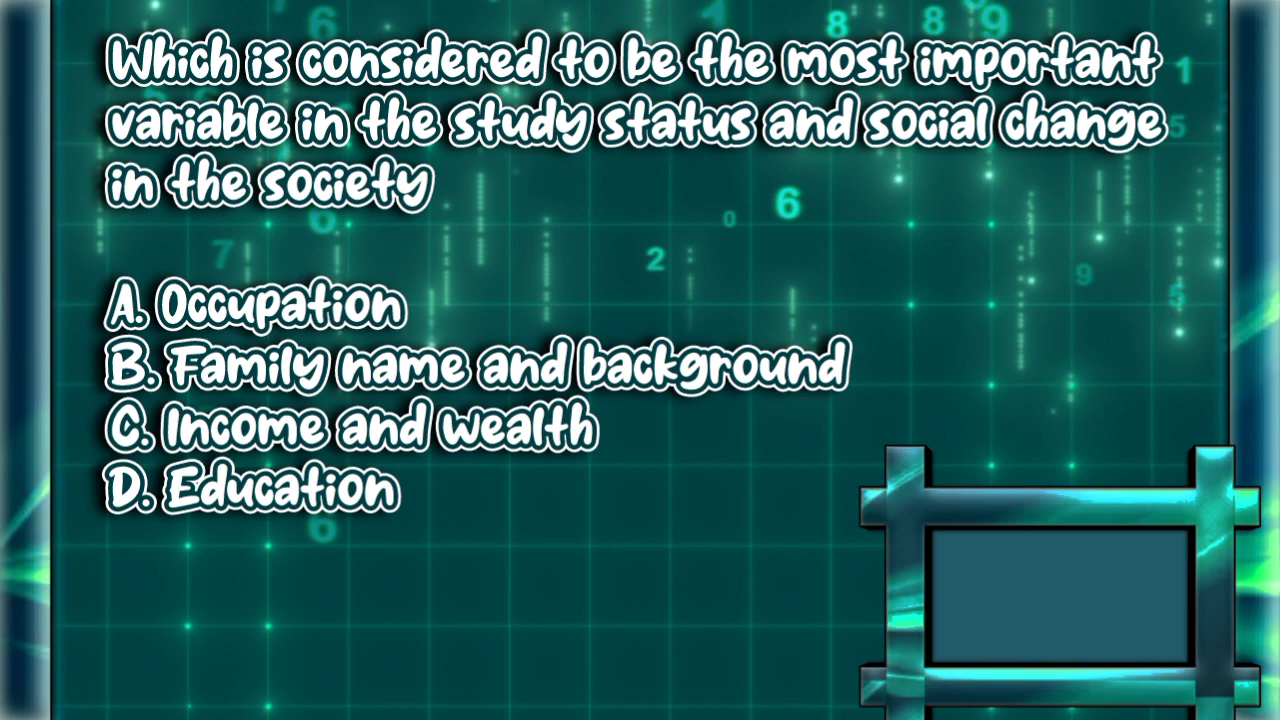 Which is considered to be the most important
variable in the study status and social change
in the society
A. Occupation
B. Family name and background
C. Income and wealth
D. Education